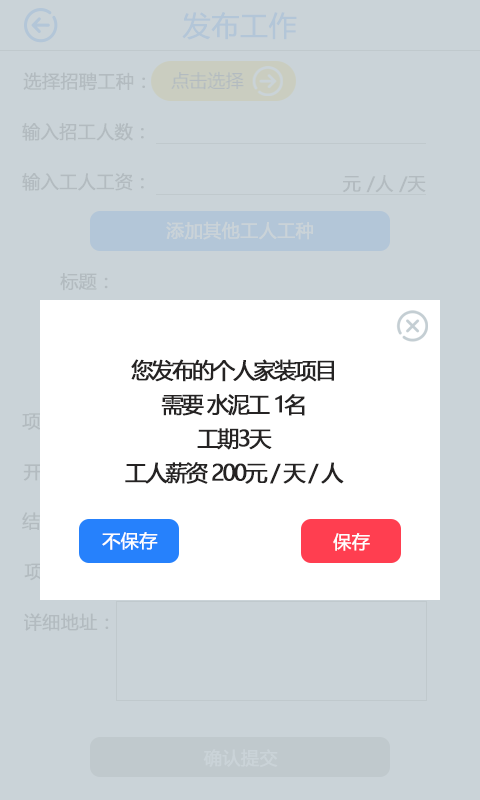 发布工作
选择招聘工种： 点击选择
输入招工人数：
输入工人工资： 元 /人 /天
添加其他工人工种
标题：
您发布的个人家装项目
需要 水泥工 1名
工期3天
工人薪资 200元 / 天 / 人
不保存 保存
项
开
结
项
详细地址：
确认提交